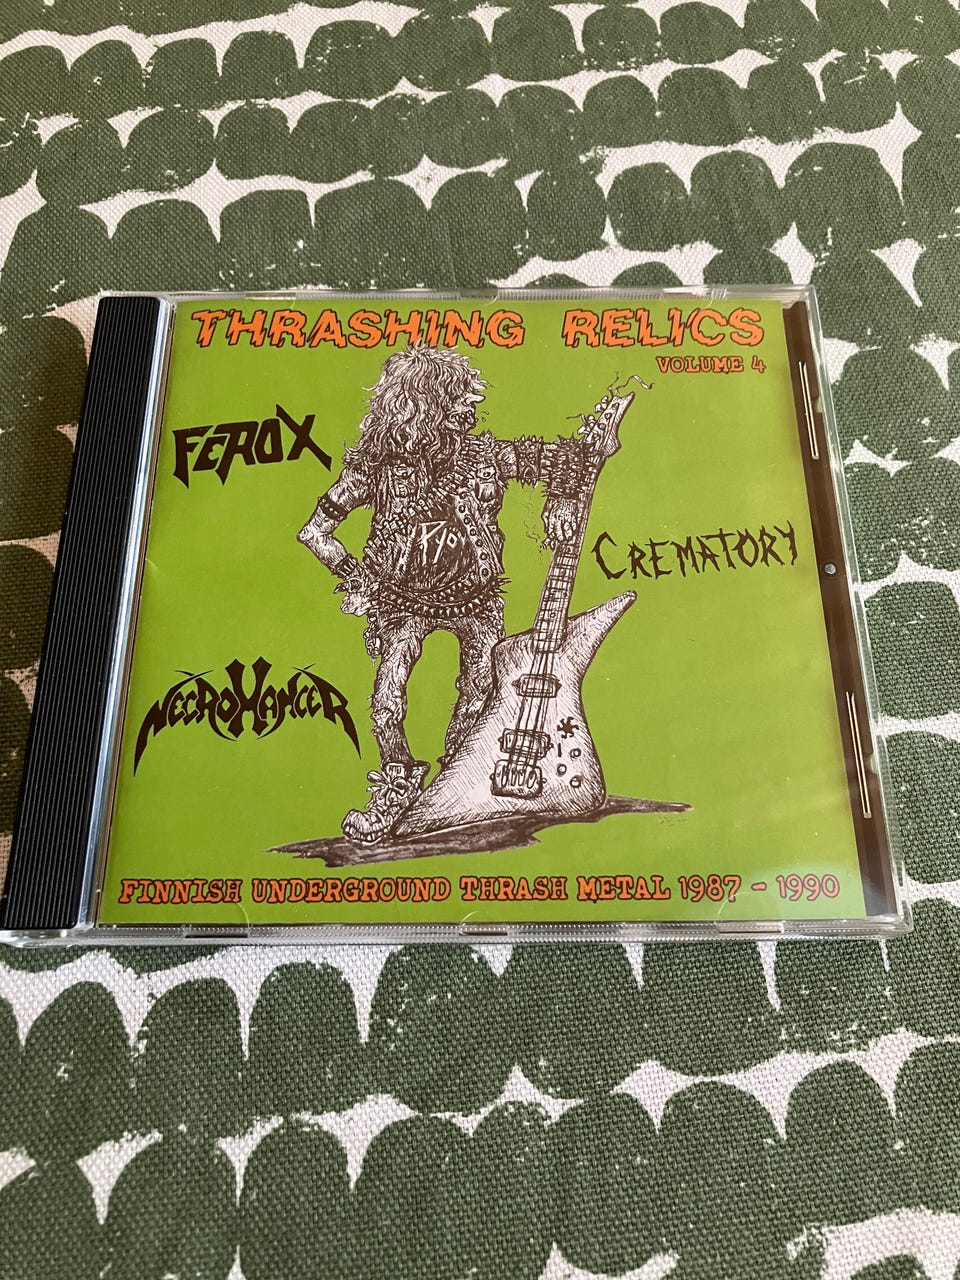 THRASHING RELICS
VOLUME 4
FEROX
CREMATORY
NECROMANCER
FINNISH UNDERGROUND THRASH METAL 1987 - 1990